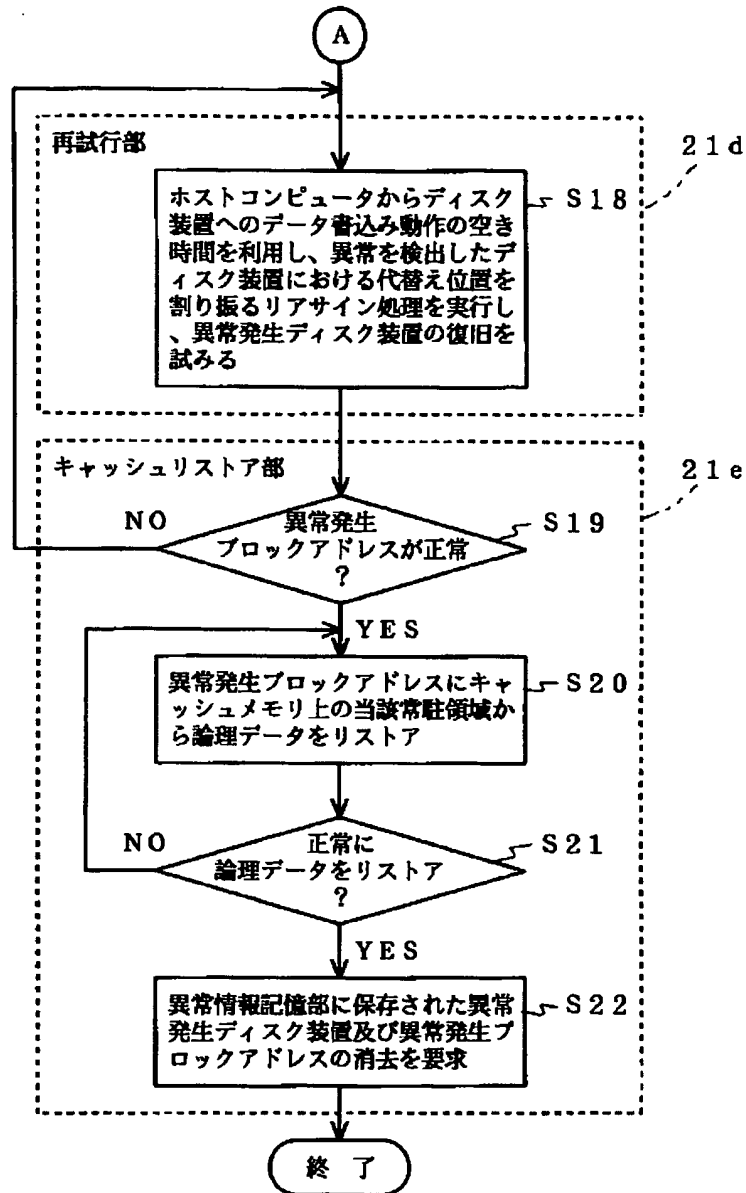 A
再試行部
21d
ホストコンピュータからディスク
装置へのデータ書込み動作の空き
時間を利用し、異常を検出したデ
ィスク装置における代替え位置を
割り振るリアサイン処理を実行し
、異常発生ディスク装置の復旧を
試みる
S18
キャッシュリストア部
21e
NO
異常発生
ブロックアドレスが正常
?
S19
YES
異常発生ブロックアドレスにキャ
ッシュメモリ上の当該常駐領域か
ら論理データをリストア
S20
NO
正常に
論理データをリストア
?
S21
YES
異常情報記憶部に保存された異常
発生ディスク装置及び異常発生ブ
ロックアドレスの消去を要求
S22
終 了